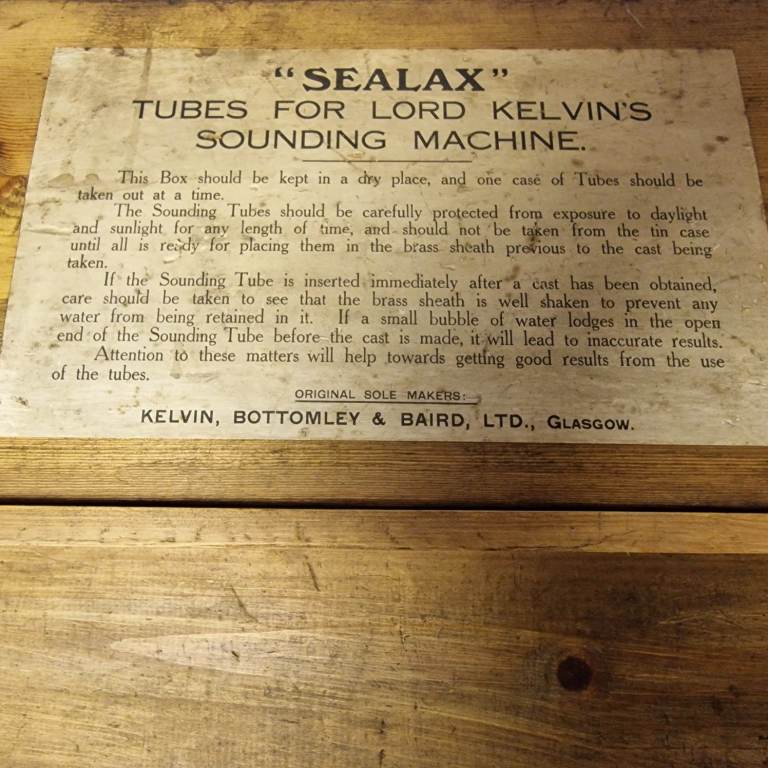 "SEALAX"
TUBES FOR LORD KELVIN'S
SOUNDING MACHINE.
This Box should be kept in a dry place, and one case of Tubes should be
taken out at a time.
The Sounding Tubes should be carefully protected from exposure to daylight
and sunlight for any length of time, and should not be taken from the tin case
until all is ready for placing them in the brass sheath previous to the cast being
taken.
If the Sounding Tube is inserted immediately after a cast has been obtained,
care should be taken to see that the brass sheath is well shaken to prevent any
water from being retained in it. If a small bubble of water lodges in the open
end of the Sounding Tube before the cast is made, it will lead to inaccurate results.
Attention to these matters will help towards getting good results from the use
of the tubes.
ORIGINAL SOLE MAKERS:
KELVIN, BOTTOMLEY & BAIRD, LTD., GLASGOW.